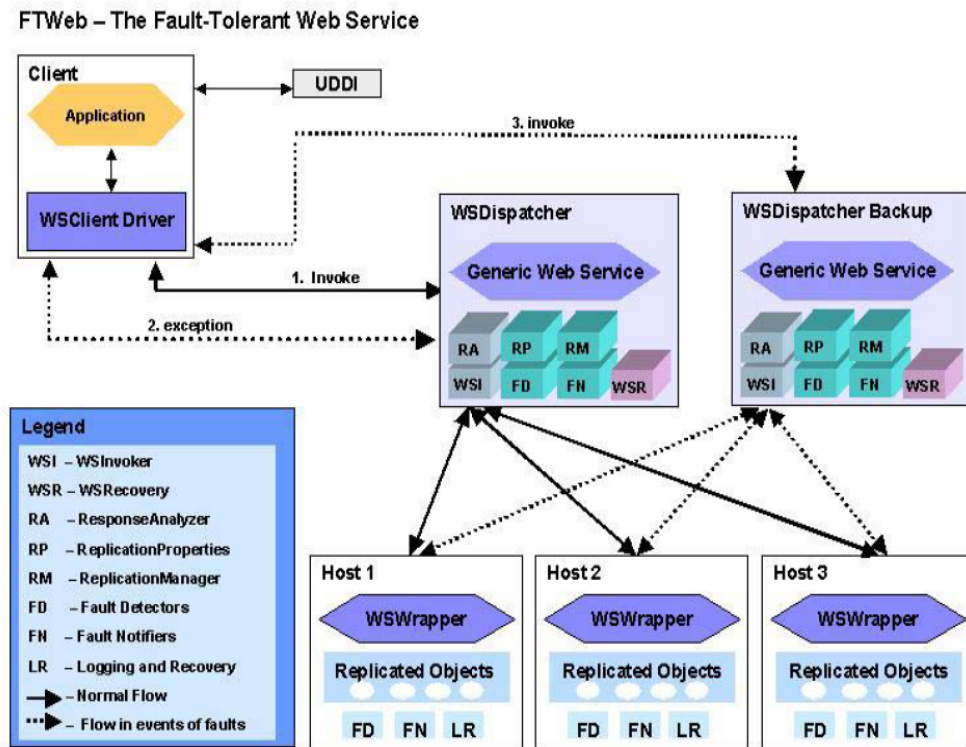 FTWeb – The Fault-Tolerant Web Service
Client
Application
WSClient Driver
UDDI
3. invoke
1. Invoke
2. exception
WSDispatcher
Generic Web Service
RA RP RM
WSI FD FN WSR
WSDispatcher Backup
Generic Web Service
RA RP RM
WSI FD FN WSR
Legend
WSI – WSInvoker
WSR – WSRecovery
RA – ResponseAnalyzer
RP – ReplicationProperties
RM – ReplicationManager
FD – Fault Detectors
FN – Fault Notifiers
LR – Logging and Recovery
– Normal Flow
– Flow in events of faults
Host 1
WSWrapper
Replicated Objects
FD FN LR
Host 2
WSWrapper
Replicated Objects
FD FN LR
Host 3
WSWrapper
Replicated Objects
FD FN LR